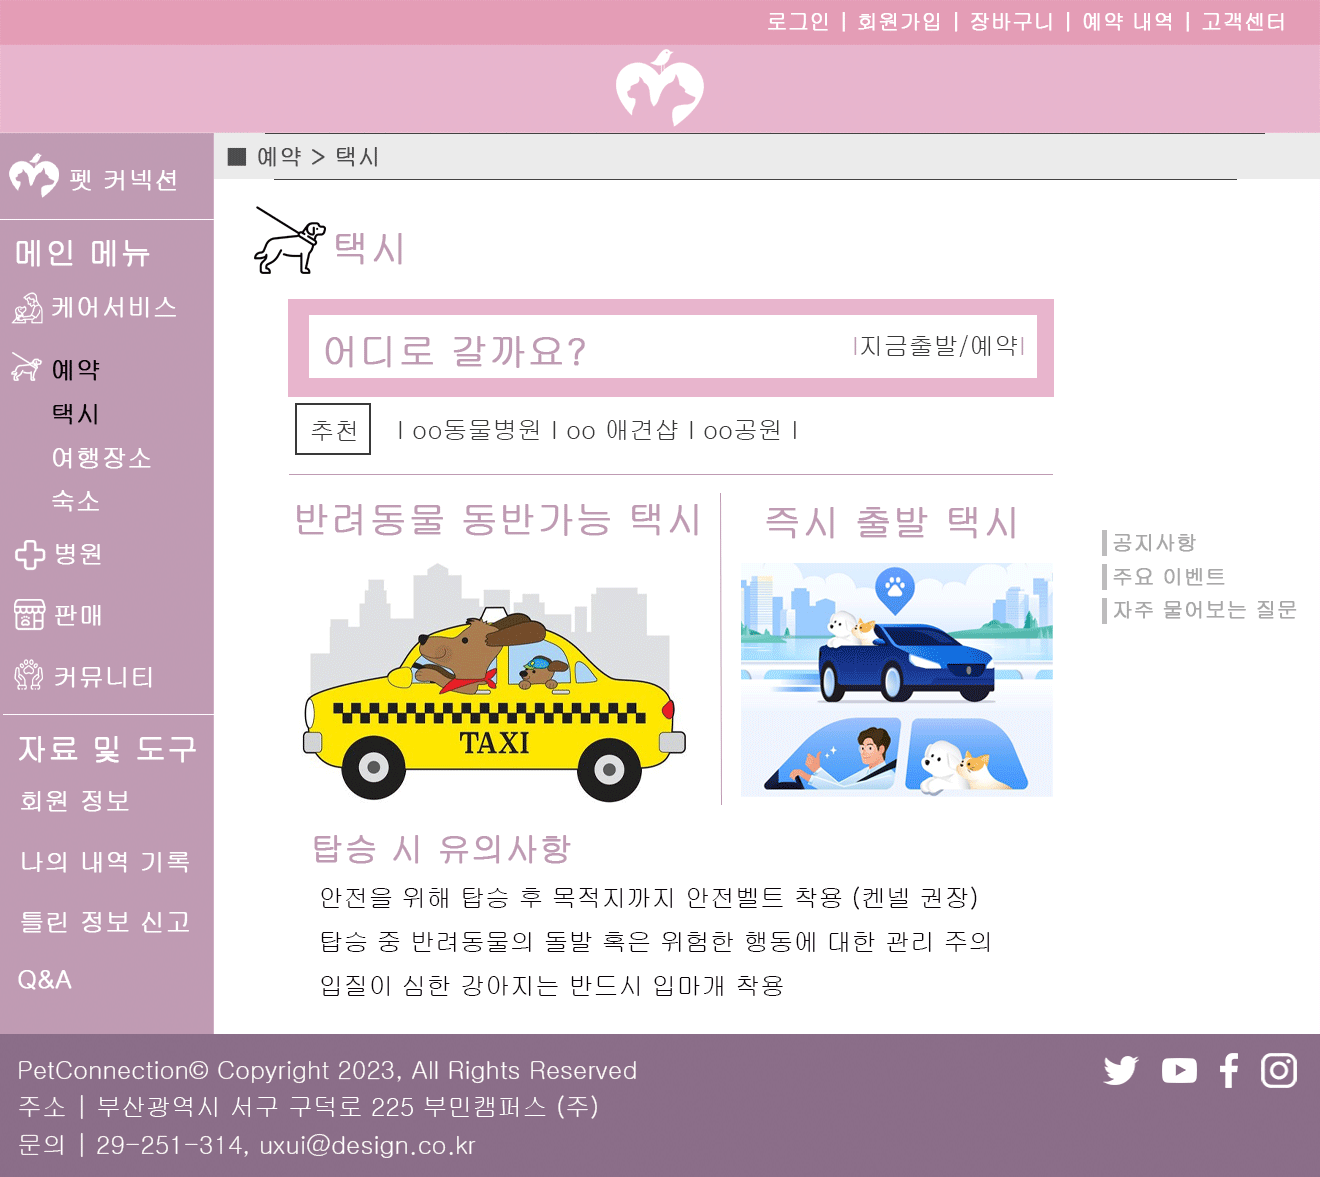 로그인 | 회원가입 | 장바구니 | 예약 내역 | 고객센터
펫 커넥션
■ 예약 > 택시
메인 메뉴
케어서비스
예약
택시
여행장소
숙소
병원
판매
커뮤니티
자료 및 도구
회원 정보
나의 내역 기록
틀린 정보 신고
Q&A
택시
어디로 갈까요?
|지금출발/예약|
추천
| oo동물병원 | oo 애견샵 | oo공원 |
반려동물 동반가능 택시
즉시 출발 택시
TAXI
탑승 시 유의사항
안전을 위해 탑승 후 목적지까지 안전벨트 착용 (켄넬 권장)
탑승 중 반려동물의 돌발 혹은 위험한 행동에 대한 관리 주의
입질이 심한 강아지는 반드시 입마개 착용
공지사항
주요 이벤트
자주 물어보는 질문
PetConnection© Copyright 2023, All Rights Reserved
주소 | 부산광역시 서구 구덕로 225 부민캠퍼스 (주)
문의 | 29-251-314, uxui@design.co.kr